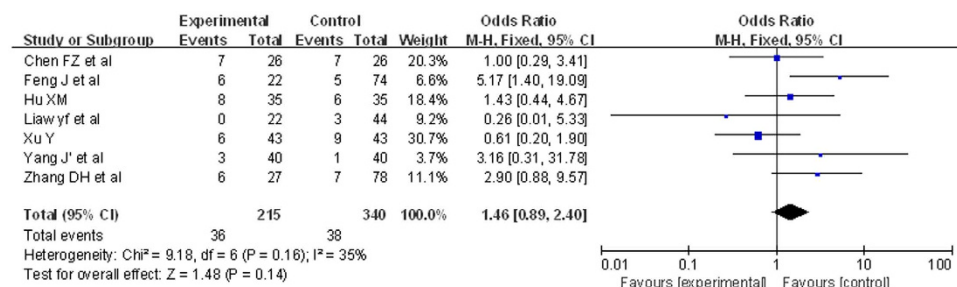 Experimental Control Odds Ratio Odds Ratio
Study or Subgroup Events Total Events Total Weight M-H, Fixed, 95% CI M-H, Fixed, 95% CI
Chen FZ et al 7 26 7 26 20.3% 1.00 [0.29, 3.41]
Feng J et al 6 22 5 74 6.6% 5.17 [1.40, 19.09]
Hu XM 8 35 6 35 18.4% 1.43 [0.44, 4.67]
Liaw yf et al 0 22 3 44 9.2% 0.26 [0.01, 5.33]
Xu Y 6 43 9 43 30.7% 0.61 [0.20, 1.90]
Yang J' et al 3 40 1 40 3.7% 3.16 [0.31, 31.78]
Zhang DH et al 6 27 7 78 11.1% 2.90 [0.88, 9.57]
Total (95% CI) 215 340 100.0% 1.46 [0.89, 2.40]
Total events 36 38
Heterogeneity: Chi² = 9.18, df = 6 (P = 0.16); I² = 35%
Test for overall effect: Z = 1.48 (P = 0.14)
0.01 0.1 1 10 100
Favours [experimental] Favours [control]